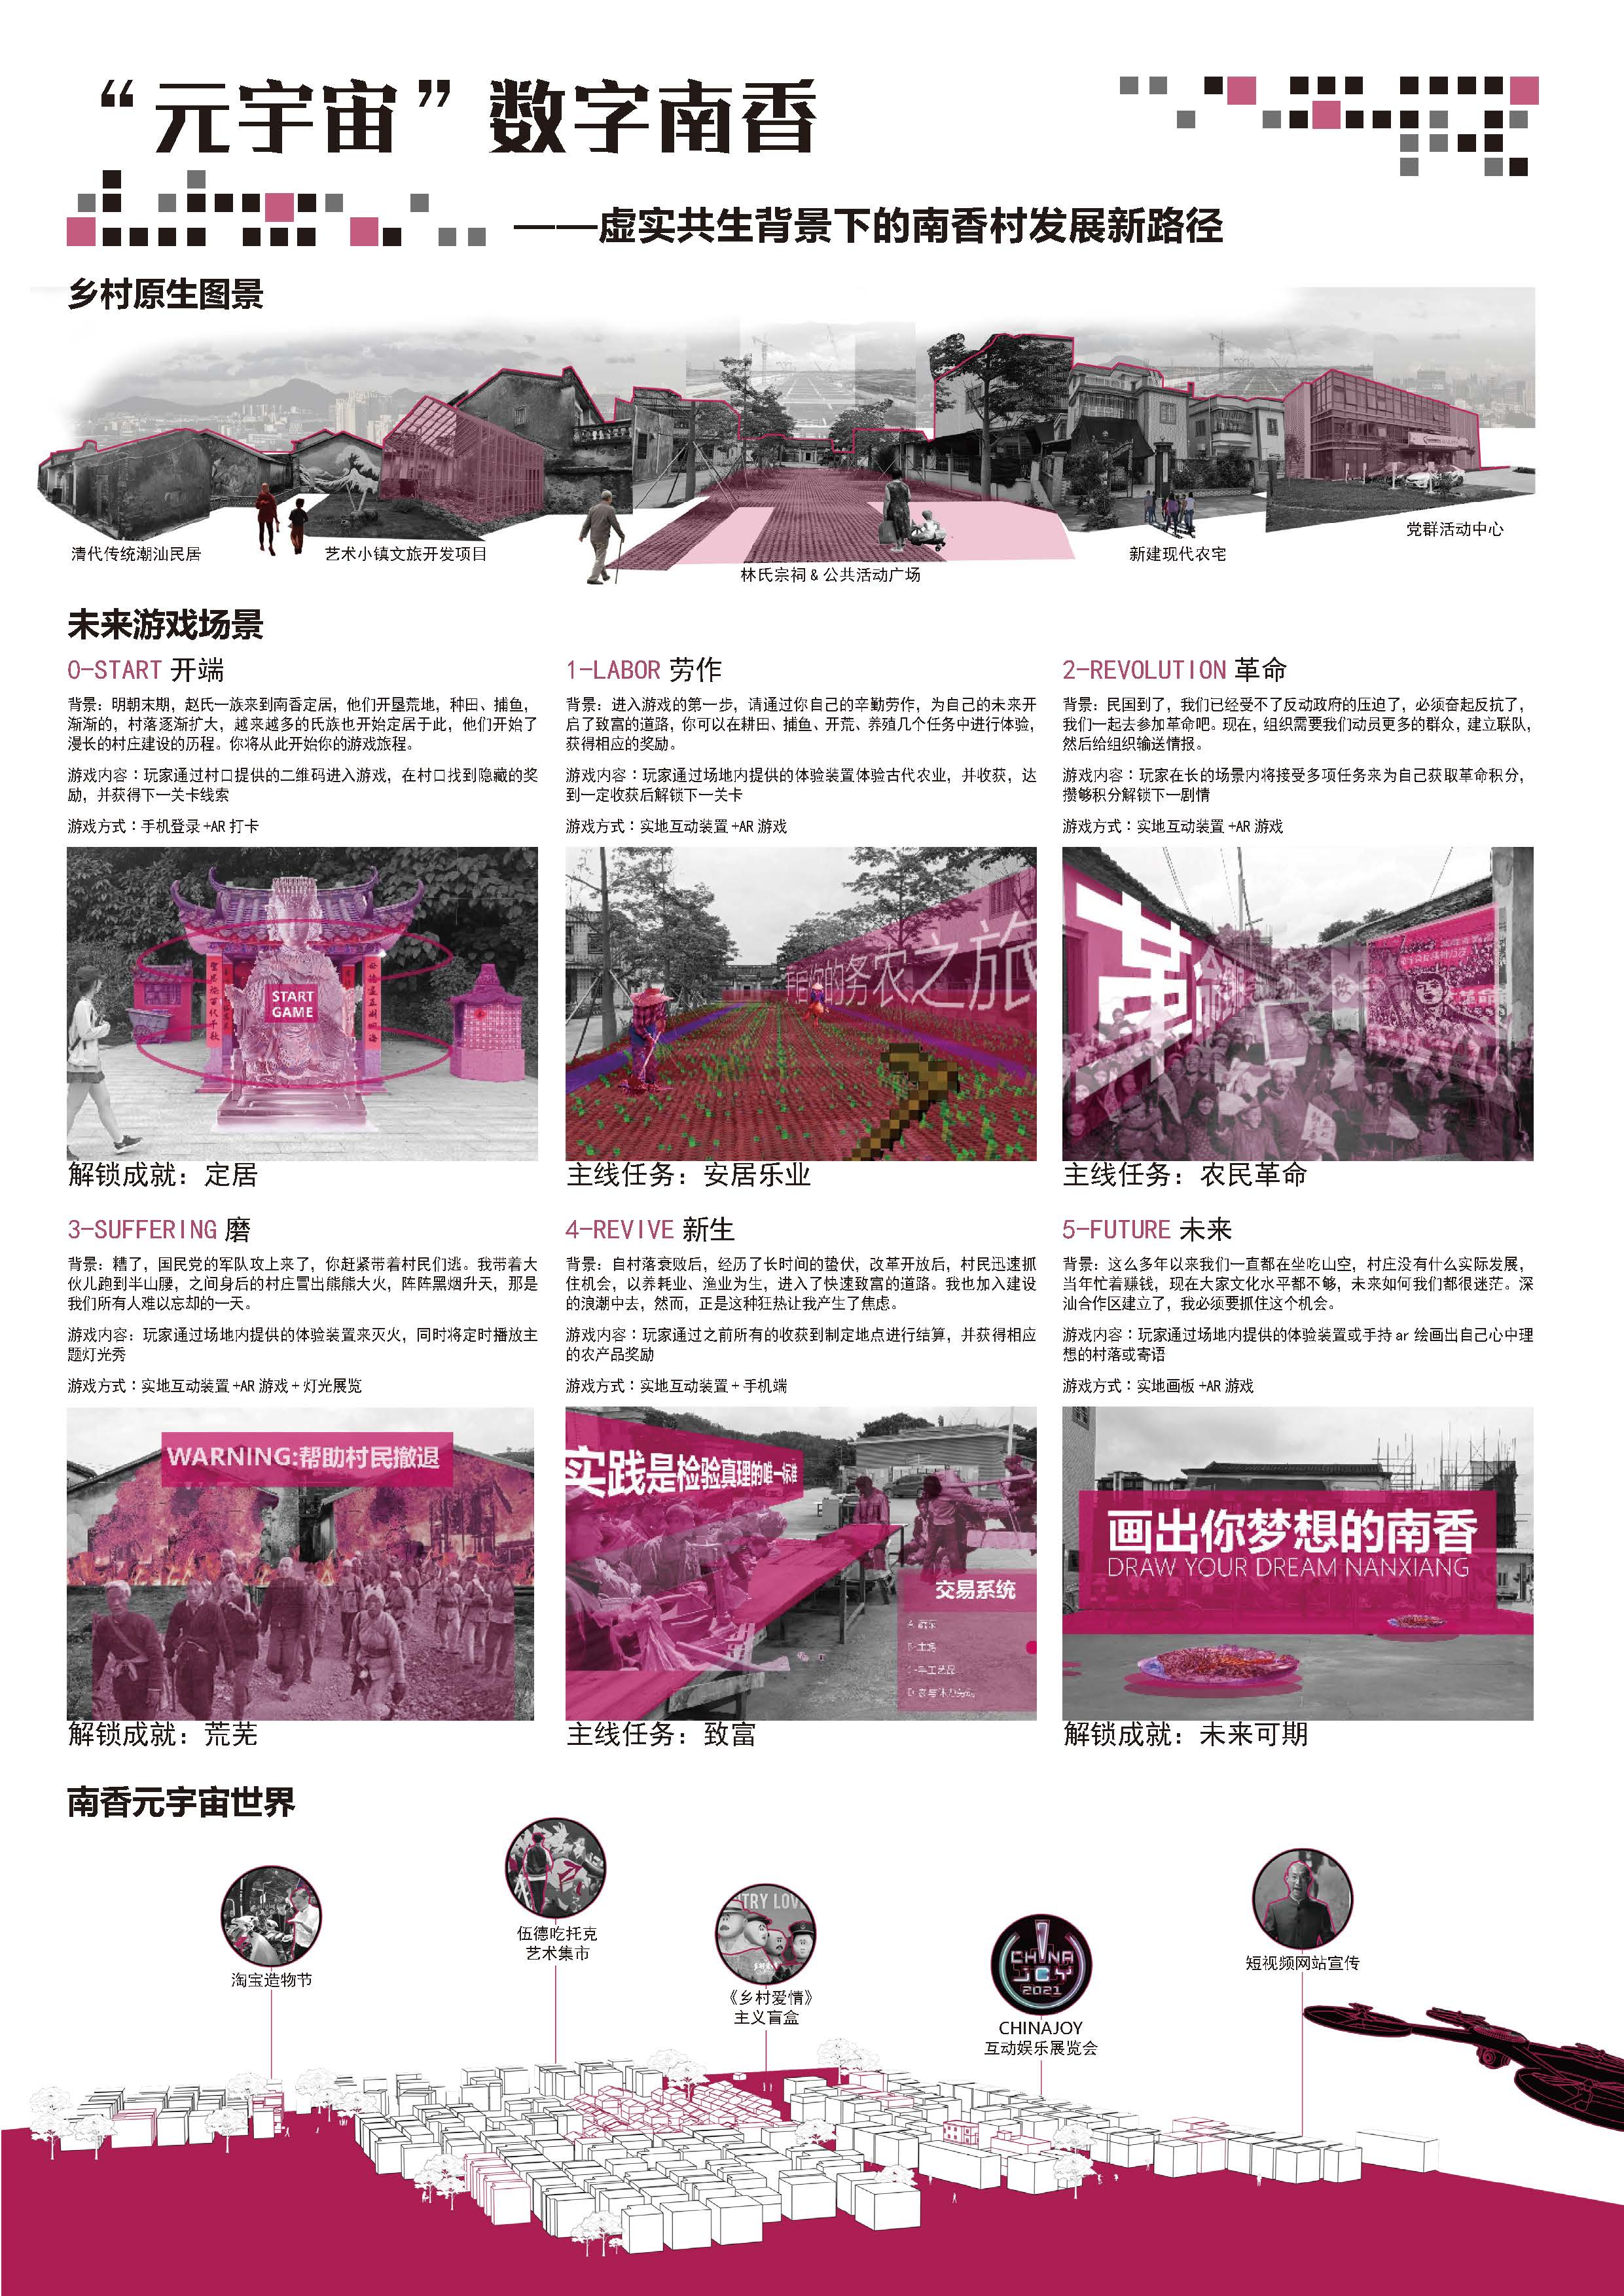 “元宇宙”数字南香
——虚实共生背景下的南香村发展新路径
乡村原生图景
清代传统潮汕民居
艺术小镇文旅开发项目
林氏宗祠 & 公共活动广场
新建现代农宅
党群活动中心
未来游戏场景
0-START 开端
背景：明朝末期，赵氏一族来到南香定居，他们开垦荒地，种田、捕鱼，
渐渐的，村落逐渐扩大，越来越多的氏族也开始定居于此，他们开始了
漫长的村庄建设的历程。你将从此开始你的游戏旅程。
游戏内容：玩家通过村口提供的二维码进入游戏，在村口找到隐藏的奖
励，并获得下一关卡线索
游戏方式：手机登录 +AR 打卡
START
GAME
解锁成就：定居
1-LABOR 劳作
背景：进入游戏的第一步，请通过你自己的辛勤劳作，为自己的未来开
启了致富的道路，你可以在耕田、捕鱼、开荒、养殖几个任务中进行体验，
获得相应的奖励。
游戏内容：玩家通过场地内提供的体验装置体验古代农业，并收获，达
到一定收获后解锁下一关卡
游戏方式：实地互动装置 +AR 游戏
你的务农之旅
主线任务：安居乐业
2-REVOLUTION 革命
背景：民国到了，我们已经受不了反动政府的压迫了，必须奋起反抗了，
我们一起去参加革命吧。现在，组织需要我们动员更多的群众，建立联队，
然后给组织输送情报。
游戏内容：玩家在长的场景内将接受多项任务来为自己获取革命积分，
攒够积分解锁下一剧情
游戏方式：实地互动装置 +AR 游戏
革命
主线任务：农民革命
3-SUFFERING 磨
背景：糟了，国民党的军队攻上来了，你赶紧带着村民们逃。我带着大
伙儿跑到半山腰，之间身后的村庄冒出熊熊大火，阵阵黑烟升天，那是
我们所有人难以忘却的一天。
游戏内容：玩家通过场地内提供的体验装置来灭火，同时将定时播放主
题灯光秀
游戏方式：实地互动装置 +AR 游戏 + 灯光展览
WARNING:帮助村民撤退
解锁成就：荒芜
4-REVIVE 新生
背景：自村落衰败后，经历了长时间的蛰伏，改革开放后，村民迅速抓
住机会，以养耗业、渔业为生，进入了快速致富的道路。我也加入建设
的浪潮中去，然而，正是这种狂热让我产生了焦虑。
游戏内容：玩家通过之前所有的收获到制定地点进行结算，并获得相应
的农产品奖励
游戏方式：实地互动装置 + 手机端
实践是检验真理的唯一标准
交易系统
主线任务：致富
5-FUTURE 未来
背景：这么多年以来我们一直都在坐吃山空，村庄没有什么实际发展，
当年忙着赚钱，现在大家文化水平都不够，未来如何我们都很迷茫。深
汕合作区建立了，我必须要抓住这个机会。
游戏内容：玩家通过场地内提供的体验装置或手持 ar 绘画出自己心中理
想的村落或寄语
游戏方式：实地画板 +AR 游戏
画出你梦想的南香
DRAW YOUR DREAM NANXIANG
解锁成就：未来可期
南香元宇宙世界
淘宝造物节
伍德吃托克
艺术集市
TRY LOV
《乡村爱情》
主义盲盒
CHINA
JOY
2021
CHINAJOY
互动娱乐展览会
短视频网站宣传